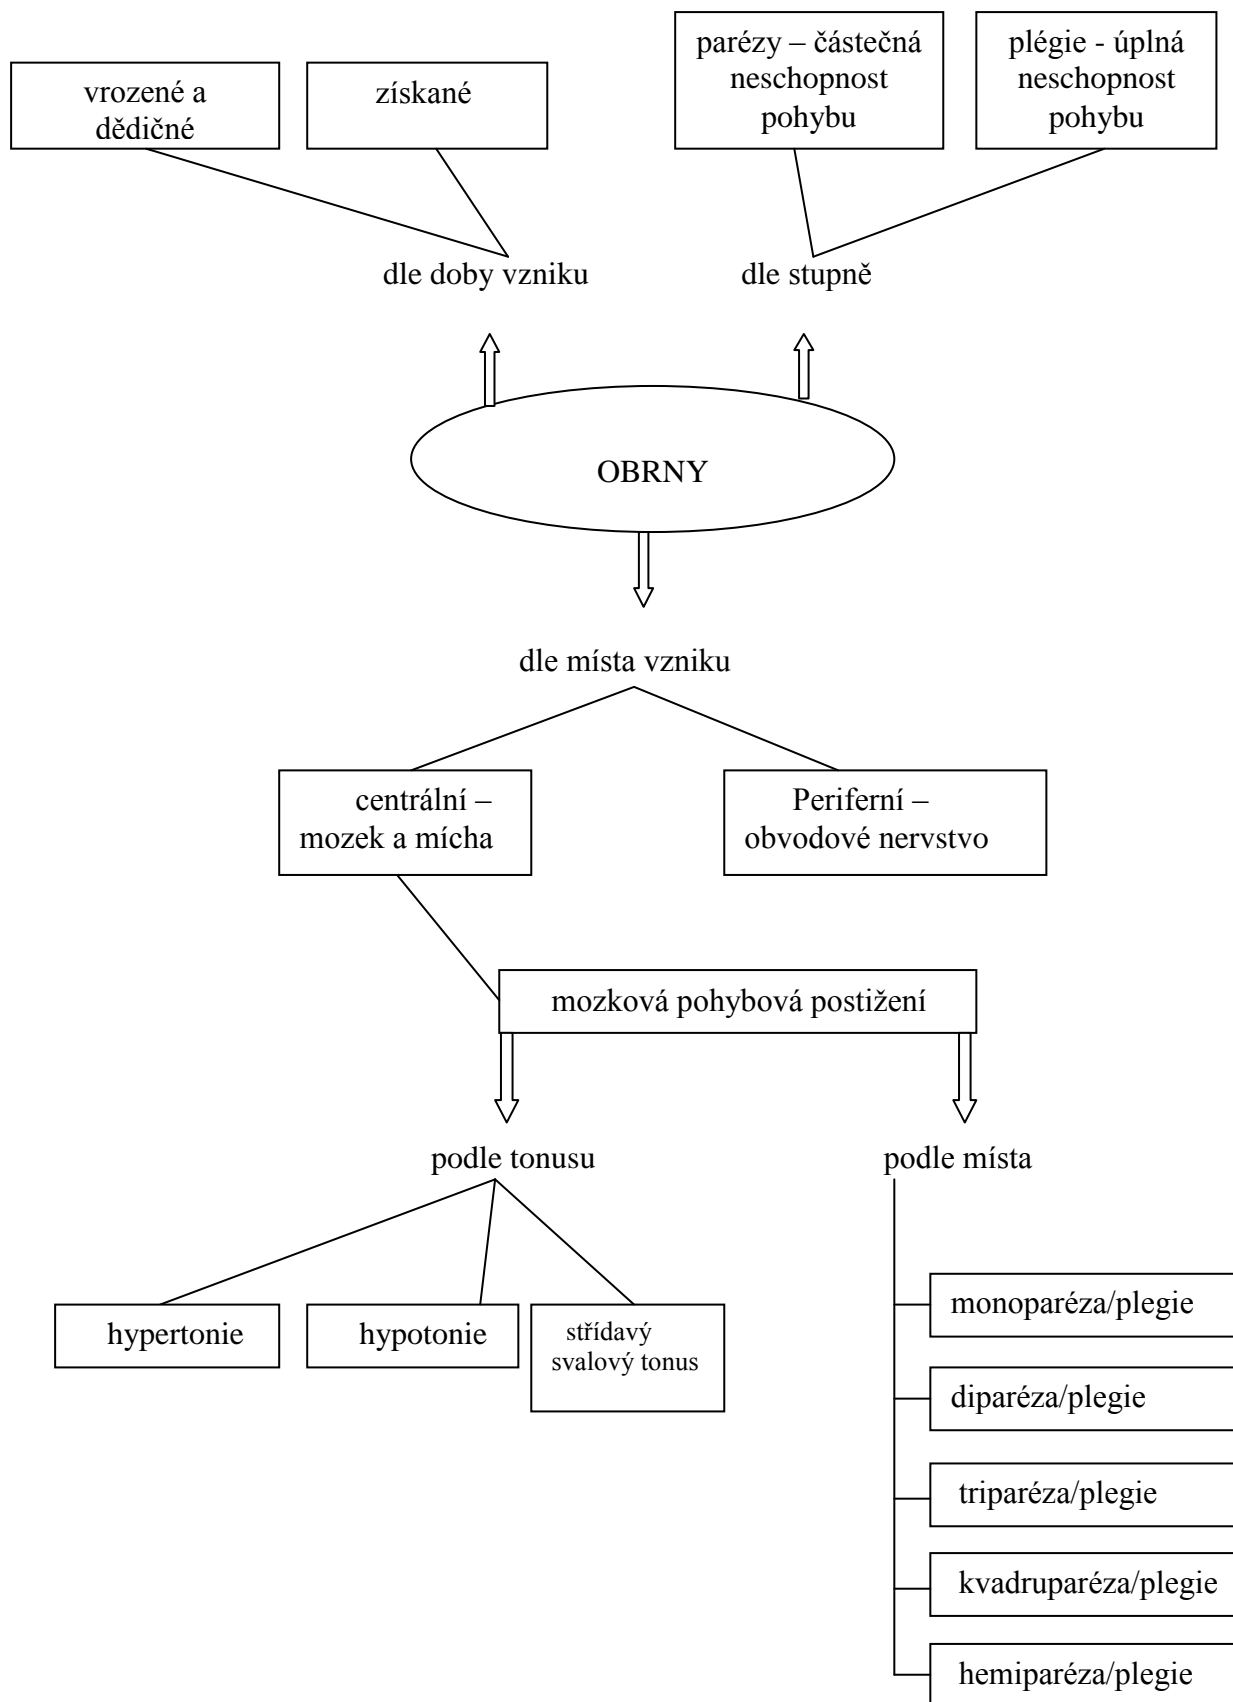 vrozené a
dědičné
získané
parézy – částečná
neschopnost
pohybu
plégie - úplná
neschopnost
pohybu
dle doby vzniku
dle stupně
OBRNY
dle místa vzniku
centrální –
mozek a mícha
Periferní –
obvodové nervstvo
mozková pohybová postižení
podle tonusu
podle místa
hypertonie
hypotonie
střídavý
svalový tonus
monoparéza/plegie
diparéza/plegie
triparéza/plegie
kvadruparéza/plegie
hemiparéza/plegie